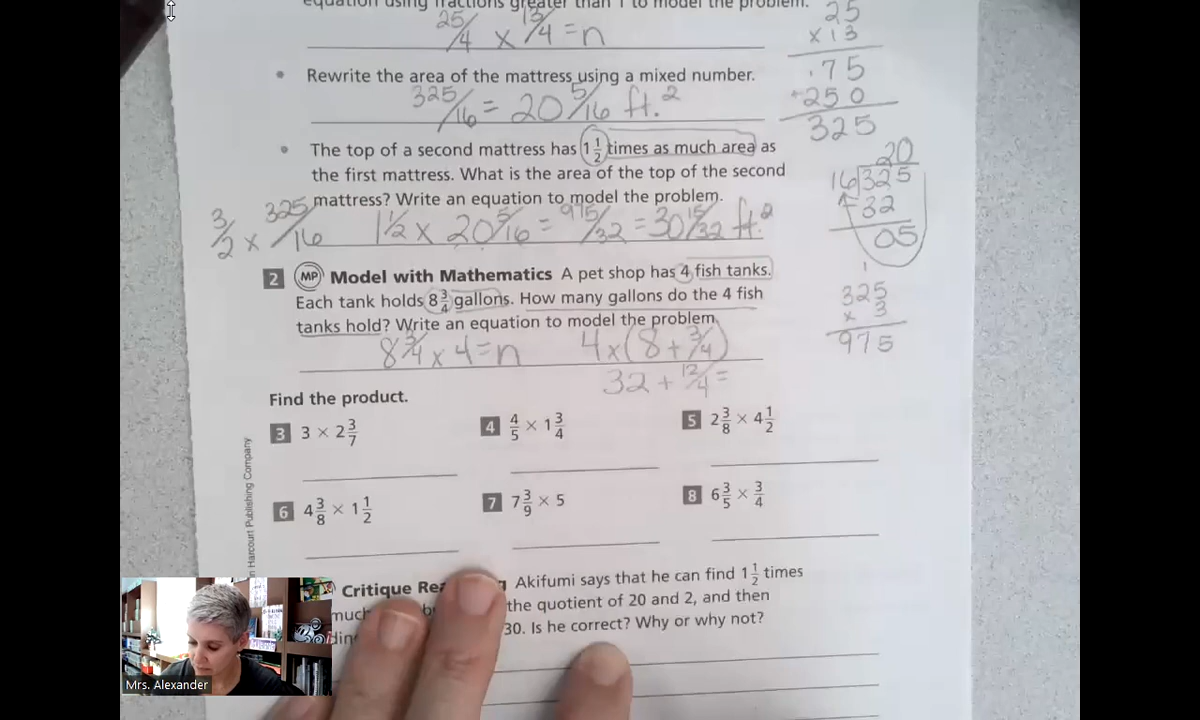 equation using fractions greater than 1 to model the problem.
25/4 x 13/4 = n
• Rewrite the area of the mattress using a mixed number.
325/16 = 20 5/16 ft.²
• The top of a second mattress has 1 1/2 times as much area as
the first mattress. What is the area of the top of the second
mattress? Write an equation to model the problem.
3/2 x 325/16 1 1/2 x 20 5/16 = 975/32 = 30 15/32 ft.²
2 MP Model with Mathematics A pet shop has 4 fish tanks.
Each tank holds 8 3/4 gallons. How many gallons do the 4 fish
tanks hold? Write an equation to model the problem.
8 3/4 x 4 = n 4 x (8 + 3/4)
32 + 12/4 =
Find the product.
3 3 × 2 3/7
4 4/5 × 1 3/4
5 2 3/8 × 4 1/2
6 4 3/8 × 1 1/2
7 7 3/9 × 5
8 6 3/5 × 3/4
Critique Rea
Akifumi says that he can find 1 1/2 times
much
the quotient of 20 and 2, and then
30. Is he correct? Why or why not?
25
x 13
75
+250
325
20
16 325
32
05
1
325
x 3
975
Harcourt Publishing Company
Mrs. Alexander